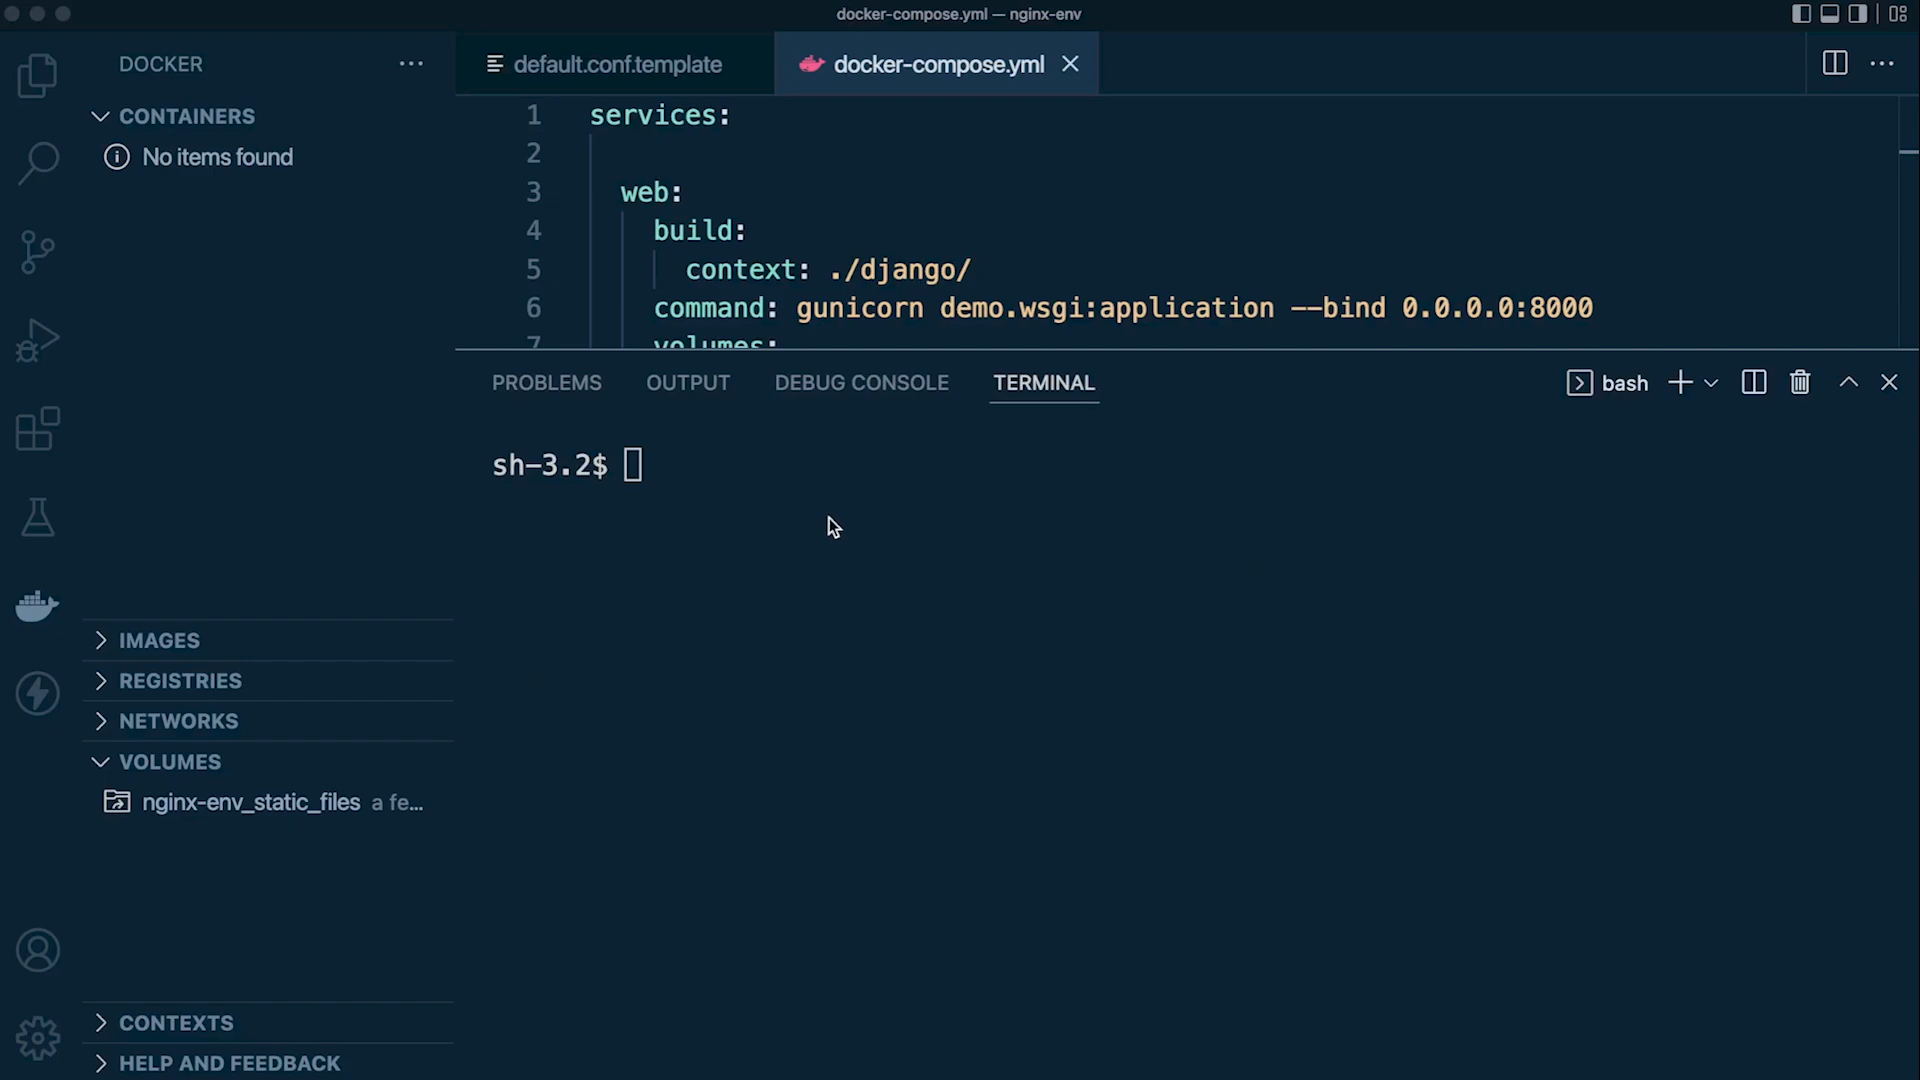 docker-compose.yml — nginx-env
DOCKER
CONTAINERS
No items found
IMAGES
REGISTRIES
NETWORKS
VOLUMES
nginx-env_static_files a fe...
CONTEXTS
HELP AND FEEDBACK
default.conf.template
docker-compose.yml
1 services:
2
3 web:
4 build:
5 context: ./django/
6 command: gunicorn demo.wsgi:application --bind 0.0.0.0:8000
7 volumes:
PROBLEMS OUTPUT DEBUG CONSOLE TERMINAL
bash
sh-3.2$